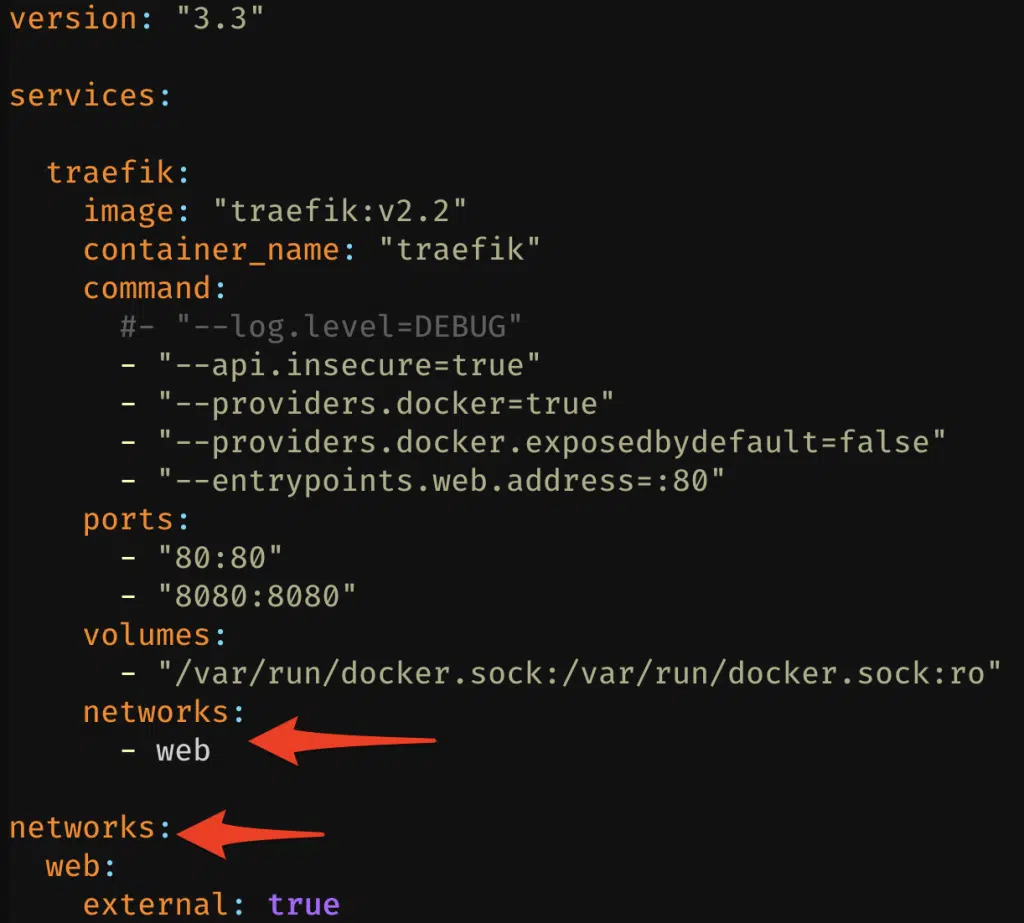 version: "3.3"
services:
traefik:
image: "traefik:v2.2"
container_name: "traefik"
command:
#- "--log.level=DEBUG"
- "--api.insecure=true"
- "--providers.docker=true"
- "--providers.docker.exposedbydefault=false"
- "--entrypoints.web.address=:80"
ports:
- "80:80"
- "8080:8080"
volumes:
- "/var/run/docker.sock:/var/run/docker.sock:ro"
networks:
- web
networks:
web:
external: true